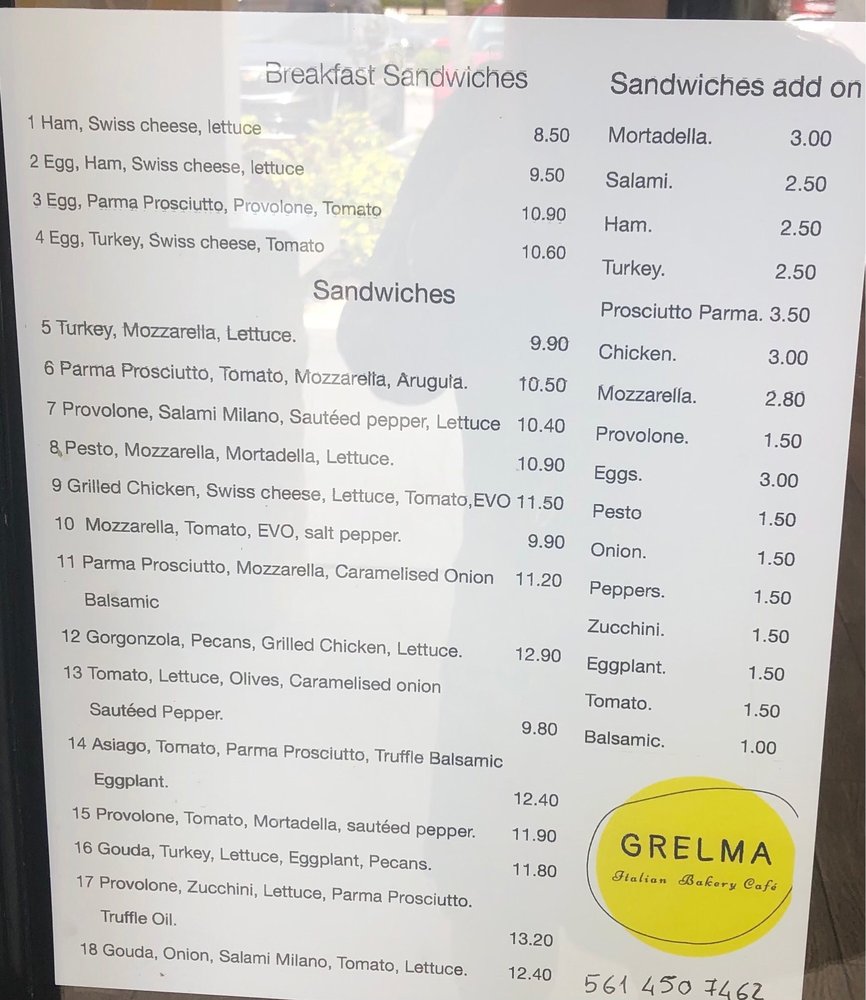 Breakfast Sandwiches
1 Ham, Swiss cheese, lettuce 8.50
2 Egg, Ham, Swiss cheese, lettuce 9.50
3 Egg, Parma Prosciutto, Provolone, Tomato 10.90
4 Egg, Turkey, Swiss cheese, Tomato 10.60
Sandwiches
5 Turkey, Mozzarella, Lettuce. 9.90
6 Parma Prosciutto, Tomato, Mozzarella, Arugula. 10.50
7 Provolone, Salami Milano, Sautéed pepper, Lettuce 10.40
8 Pesto, Mozzarella, Mortadella, Lettuce. 10.90
9 Grilled Chicken, Swiss cheese, Lettuce, Tomato,EVO 11.50
10 Mozzarella, Tomato, EVO, salt pepper. 9.90
11 Parma Prosciutto, Mozzarella, Caramelised Onion 11.20
Balsamic
12 Gorgonzola, Pecans, Grilled Chicken, Lettuce. 12.90
13 Tomato, Lettuce, Olives, Caramelised onion
Sautéed Pepper. 9.80
14 Asiago, Tomato, Parma Prosciutto, Truffle Balsamic
Eggplant. 12.40
15 Provolone, Tomato, Mortadella, sautéed pepper. 11.90
16 Gouda, Turkey, Lettuce, Eggplant, Pecans. 11.80
17 Provolone, Zucchini, Lettuce, Parma Prosciutto.
Truffle Oil. 13.20
18 Gouda, Onion, Salami Milano, Tomato, Lettuce. 12.40
Sandwiches add on
Mortadella. 3.00
Salami. 2.50
Ham. 2.50
Turkey. 2.50
Prosciutto Parma. 3.50
Chicken. 3.00
Mozzarella. 2.80
Provolone. 1.50
Eggs. 3.00
Pesto 1.50
Onion. 1.50
Peppers. 1.50
Zucchini. 1.50
Eggplant. 1.50
Tomato. 1.50
Balsamic. 1.00
GRELMA
Italian Bakery Café
561 450 7462